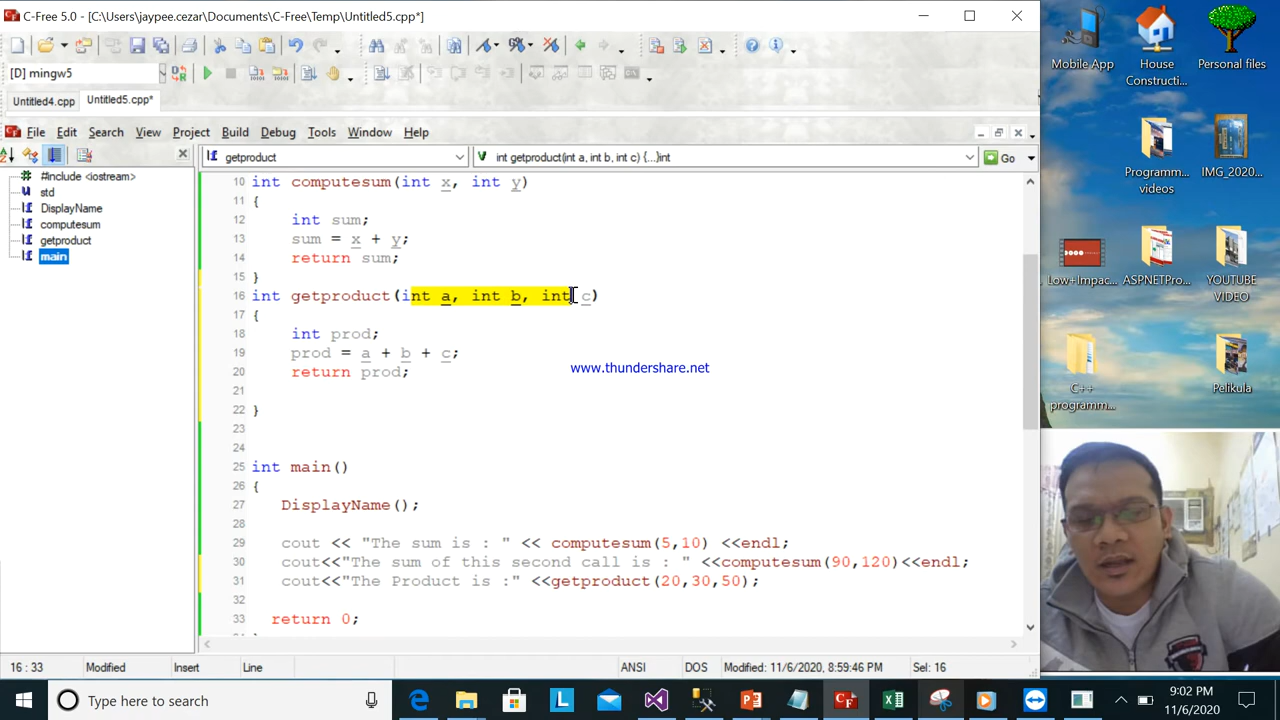 C-Free 5.0 - [C:\Users\jaypee.cezar\Documents\C-Free\Temp\Untitled5.cpp*]
[D] mingw5
Untitled4.cpp
Untitled5.cpp*
File Edit Search View Project Build Debug Tools Window Help
getproduct
int getproduct(int a, int b, int c) {...}int
Go
#include <iostream>
std
DisplayName
computesum
getproduct
main
10 int computesum(int x, int y)
11 {
12 int sum;
13 sum = x + y;
14 return sum;
15 }
16 int getproduct(int a, int b, int c)
17 {
18 int prod;
19 prod = a + b + c;
20 return prod;
21
22 }
23
24
25 int main()
26 {
27 DisplayName();
28
29 cout << "The sum is : " << computesum(5,10) <<endl;
30 cout<<"The sum of this second call is : " <<computesum(90,120)<<endl;
31 cout<<"The Product is :" <<getproduct(20,30,50);
32
33 return 0;
www.thundershare.net
16 : 33 Modified Insert Line ANSI DOS Modified: 11/6/2020, 8:59:46 PM Sel: 16
Mobile App
House Constructi...
Personal files
Programm... videos
IMG_2020...
Low+Impac...
ASPNETPro...
YOUTUBE VIDEO
C++ programm...
Pelikula
Type here to search
9:02 PM
11/6/2020